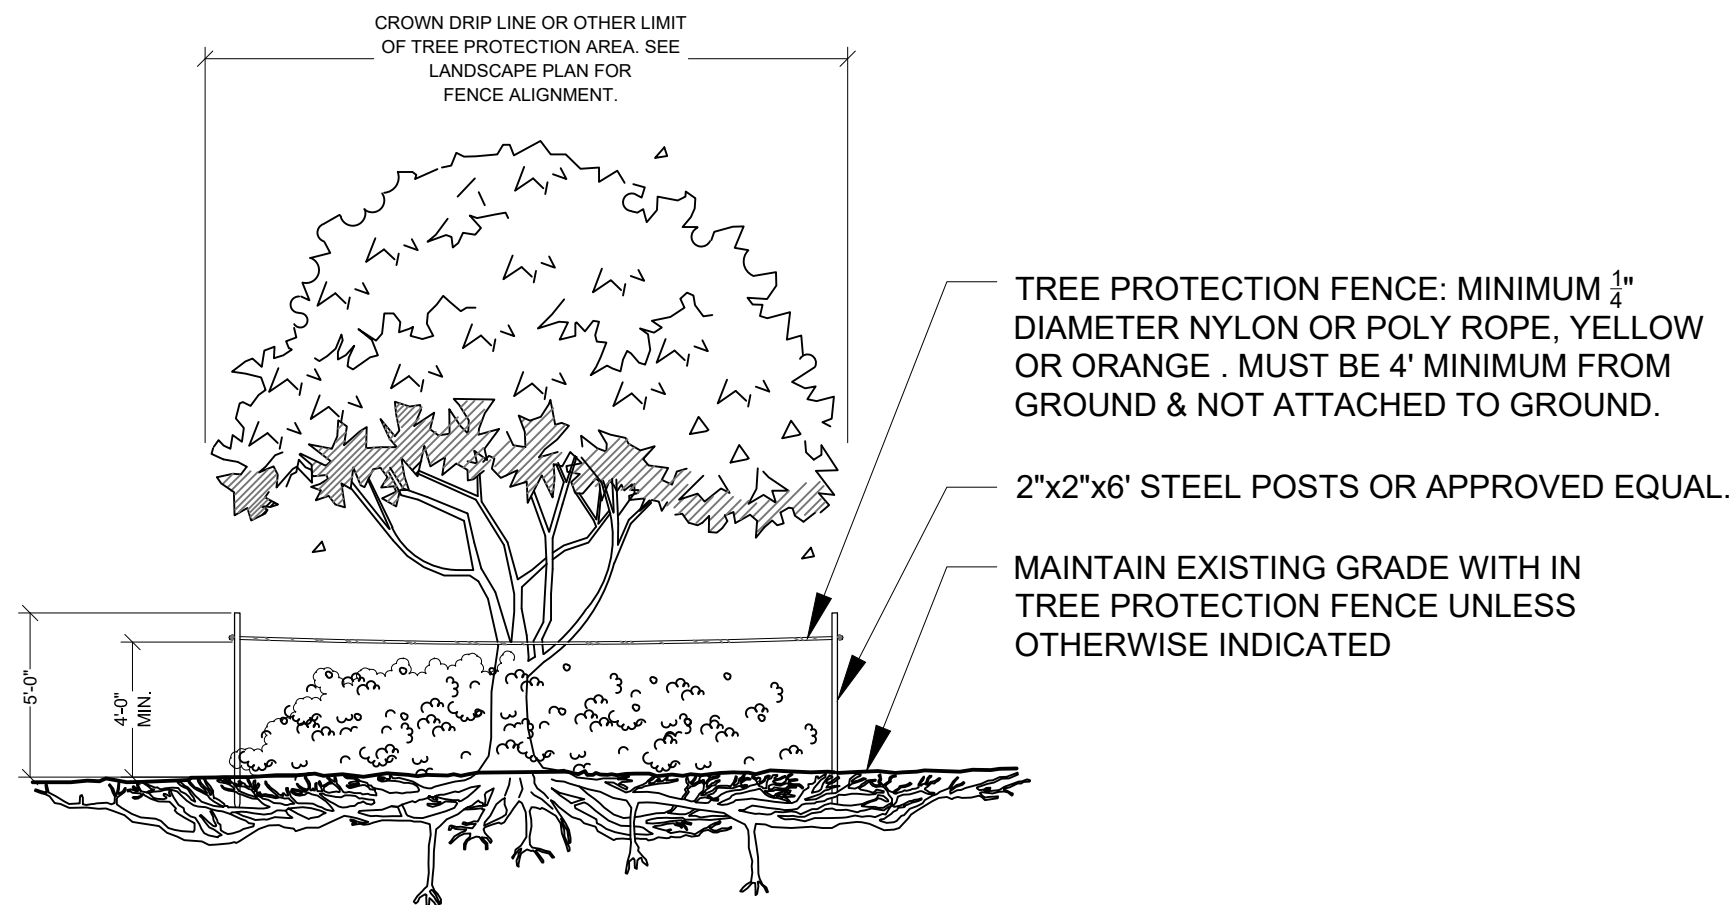 CROWN DRIP LINE OR OTHER LIMIT
OF TREE PROTECTION AREA. SEE
LANDSCAPE PLAN FOR
FENCE ALIGNMENT.
TREE PROTECTION FENCE: MINIMUM 1/4"
DIAMETER NYLON OR POLY ROPE, YELLOW
OR ORANGE . MUST BE 4' MINIMUM FROM
GROUND & NOT ATTACHED TO GROUND.
2"x2"x6' STEEL POSTS OR APPROVED EQUAL.
MAINTAIN EXISTING GRADE WITH IN
TREE PROTECTION FENCE UNLESS
OTHERWISE INDICATED
5'-0"
4'-0"
MIN.